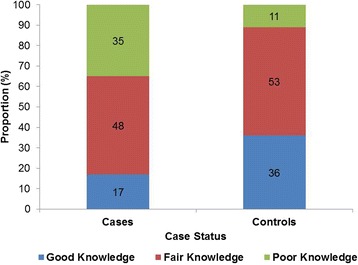 Proportion (%)
100
90
80
70
60
50
40
30
20
10
0
35
48
17
11
53
36
Cases
Controls
Case Status
Good Knowledge
Fair Knowledge
Poor Knowledge